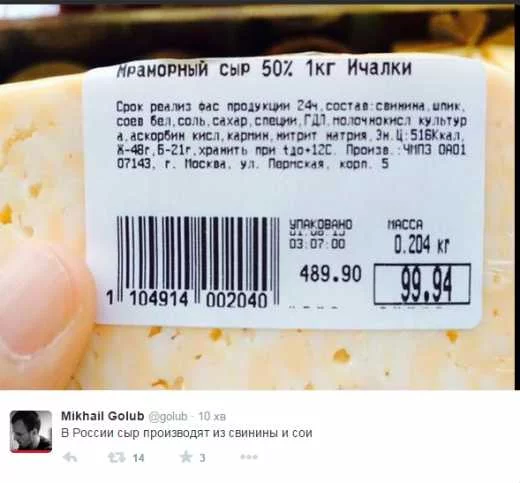 Мраморный сыр 50% 1кг Ичалки
Срок реализ фас продукции 24ч,состав:свинина,шпик,
соев бел,соль,сахар,специи,ГДЛ,молочнокисл культур
а,аскорбин кисл,кармин,нитрит натрия,Эн.Ц:516Ккал,
Ж-48г,Б-21г,хранить при tдо+12С. Произв.:ЧМПЗ ОАО1
07143, г. Москва, ул. Пермская, корп. 5
УПАКОВАНО
МАССА
03:07:00
0.204 кг
489.90
99.94
1 104914 002040
Mikhail Golub @golub · 10 хв
В России сыр производят из свинины и сои
14
3